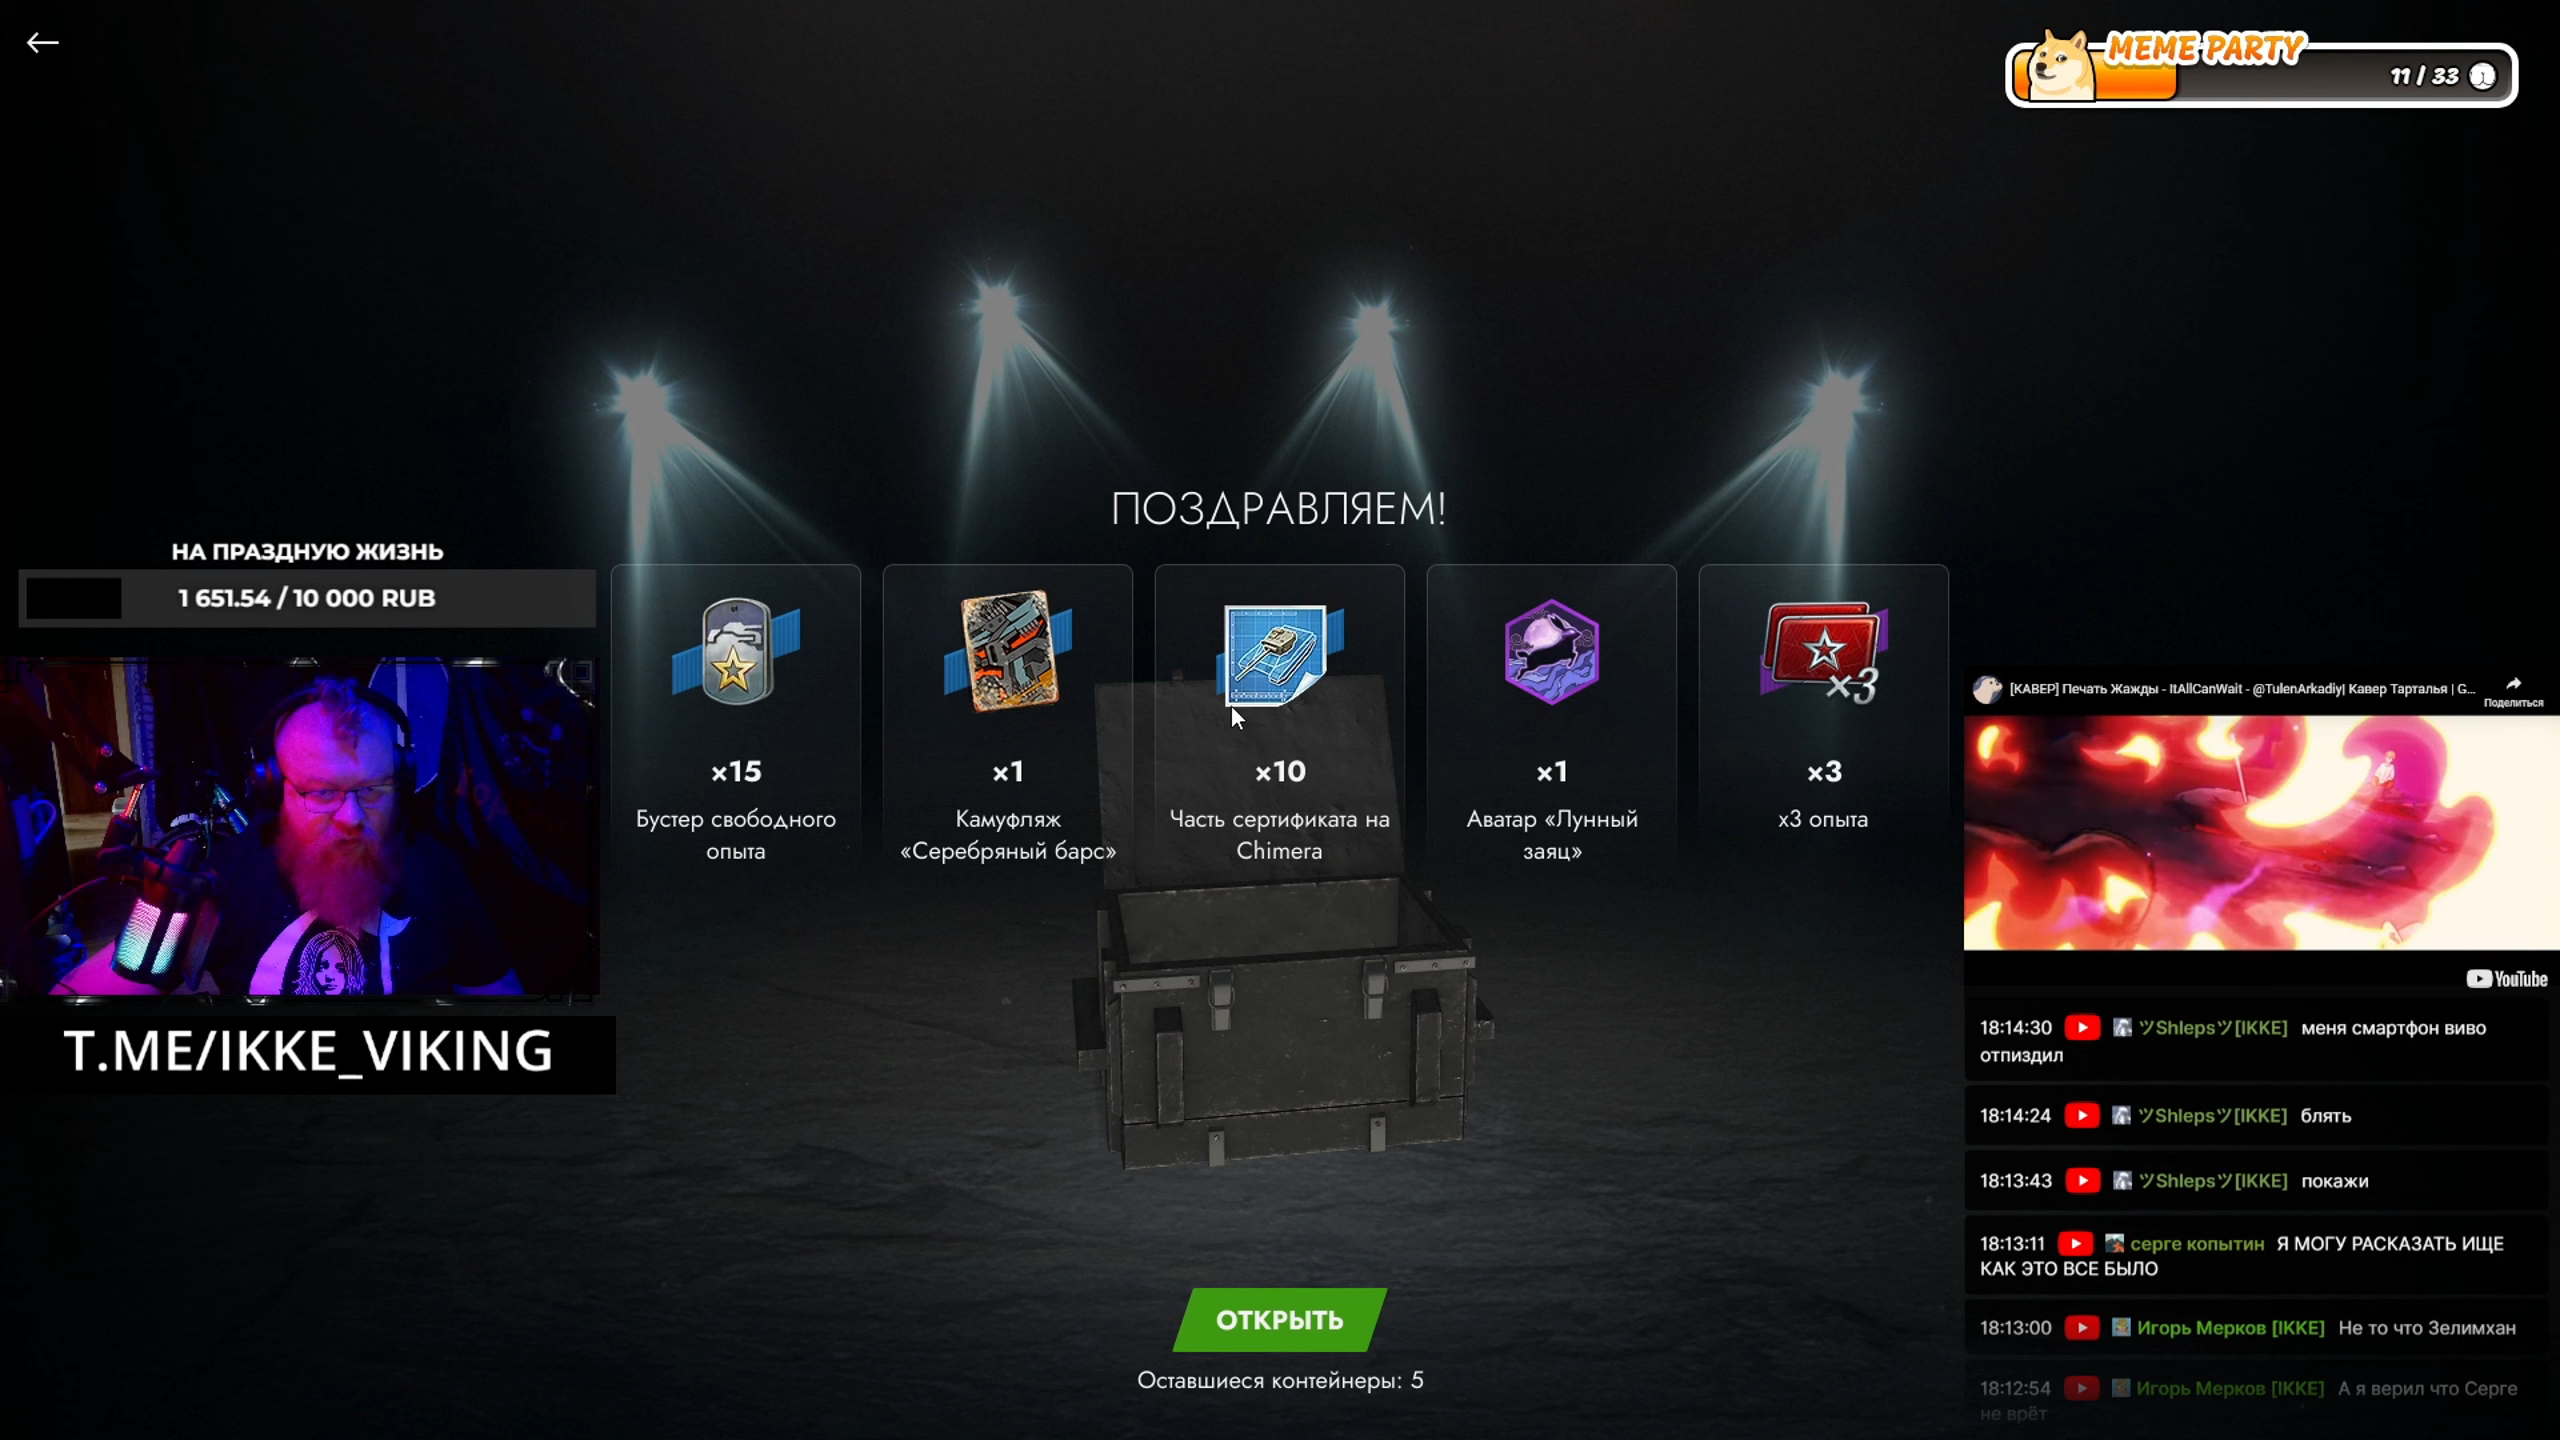 MEME PARTY
11 / 33
ПОЗДРАВЛЯЕМ!
НА ПРАЗДНУЮ ЖИЗНЬ
1 651.54 / 10 000 RUB
×15
Бустер свободного
опыта
×1
Камуфляж
«Серебряный барс»
×10
Часть сертификата на
Chimera
×1
Аватар «Лунный
заяц»
×3
×3
x3 опыта
T.ME/IKKE_VIKING
[КАВЕР] Печать Жажды - ItAllCanWait - @TulenArkadiy| Кавер Тарталья | G...
Поделиться
YouTube
18:14:30 ツShlepsツ[IKKE] меня смартфон виво
отпиздил
18:14:24 ツShlepsツ[IKKE] блять
18:13:43 ツShlepsツ[IKKE] покажи
18:13:11 серге копытин Я МОГУ РАСКАЗАТЬ ИЩЕ
КАК ЭТО ВСЕ БЫЛО
18:13:00 Игорь Мерков [IKKE] Не то что Зелимхан
18:12:54 Игорь Мерков [IKKE] А я верил что Серге
не врёт
ОТКРЫТЬ
Оставшиеся контейнеры: 5